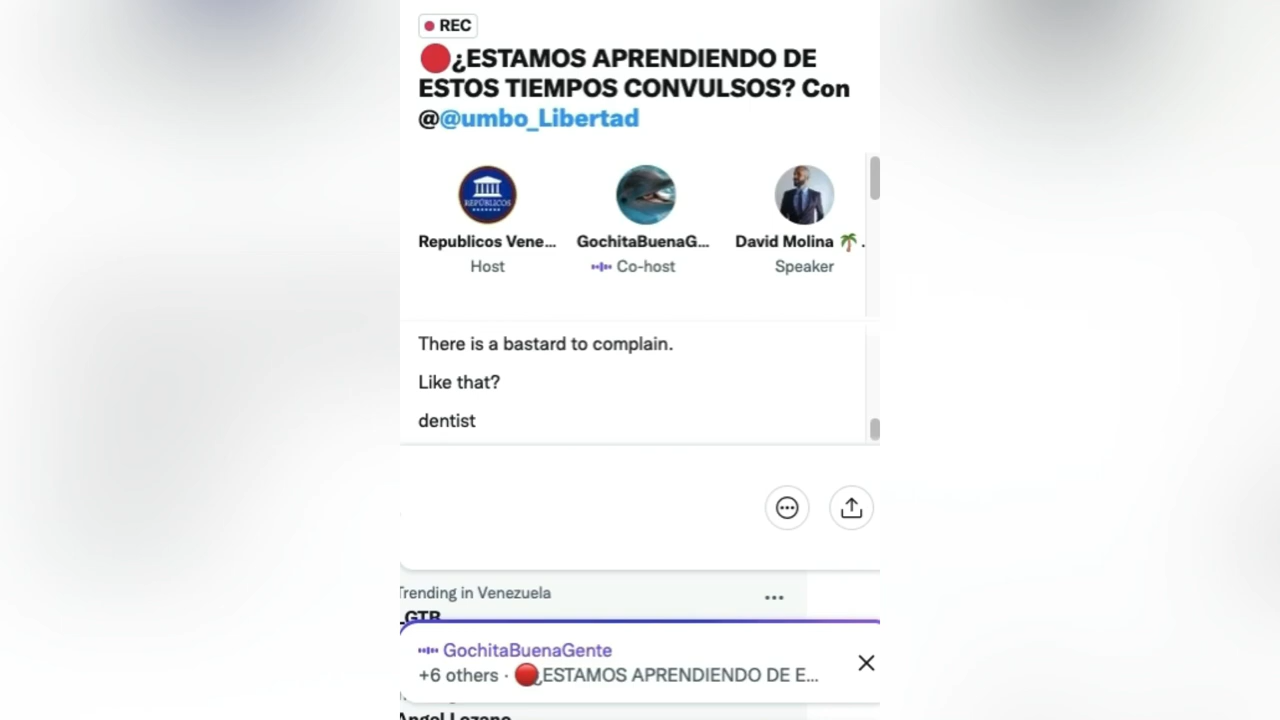 REC
🔴¿ESTAMOS APRENDIENDO DE
ESTOS TIEMPOS CONVULSOS? Con
@@umbo_Libertad
REPÚBLICOS
Republicos Vene...
GochitaBuenaG...
David Molina 🌴.
Host
Co-host
Speaker
There is a bastard to complain.
Like that?
dentist
Trending in Venezuela
GochitaBuenaGente
+6 others · 🔴¿ESTAMOS APRENDIENDO DE E...
Angel Lozano